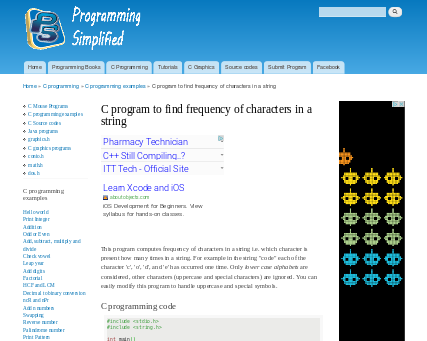 Programming
Simplified
Home
Programming Books
C Programming
Tutorials
C Graphics
Source codes
Submit Program
Facebook
Home » C programming » C programming examples » C program to find frequency of characters in a string
C Mouse Programs
C programming examples
C Source codes
Java programs
graphics.h
C graphics programs
conio.h
math.h
dos.h
C programming
examples
Hello world
Print Integer
Addition
Odd or Even
Add, subtract, multiply and
divide
Check vowel
Leap year
Add digits
Factorial
HCF and LCM
Decimal to binary conversion
ncR and nPr
Add n numbers
Swapping
Reverse number
Palindrome number
Print Pattern
C program to find frequency of characters in a
string
Pharmacy Technician
C++ Still Compiling..?
ITT Tech - Official Site
Learn Xcode and iOS
aboutobjects.com
iOS Development for Beginners. View
syllabus for hands-on classes.
This program computes frequency of characters in a string i.e. which character is
present how many times in a string. For example in the string "code" each of the
character 'c', 'o', 'd', and 'e' has occurred one time. Only lower case alphabets are
considered, other characters (uppercase and special characters) are ignored. You can
easily modify this program to handle uppercase and special symbols.
C programming code
#include <stdio.h>
#include <string.h>
int main()